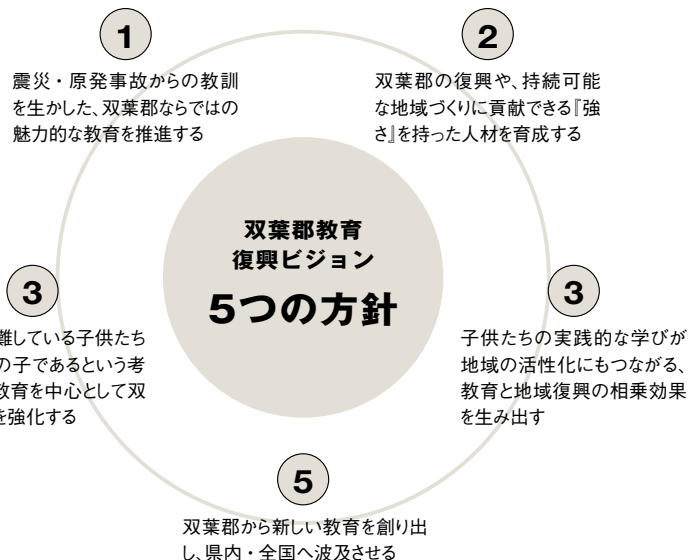 1
震災・原発事故からの教訓
を生かした、双葉郡ならではの
魅力的な教育を推進する
2
双葉郡の復興や、持続可能
な地域づくりに貢献できる『強
さ』を持った人材を育成する
双葉郡教育
復興ビジョン
5つの方針
3
難している子供たち
の子であるという考
教育を中心として双
を強化する
3
子供たちの実践的な学びが
地域の活性化にもつながる、
教育と地域復興の相乗効果
を生み出す
5
双葉郡から新しい教育を創り出
し、県内・全国へ波及させる